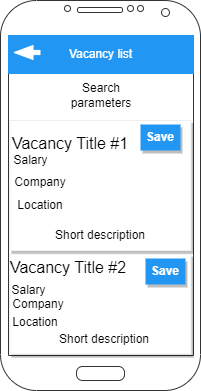 Vacancy list
Search
parameters
Vacancy Title #1
Save
Salary
Company
Location
Short description
Vacancy Title #2
Save
Salary
Company
Location
Short description